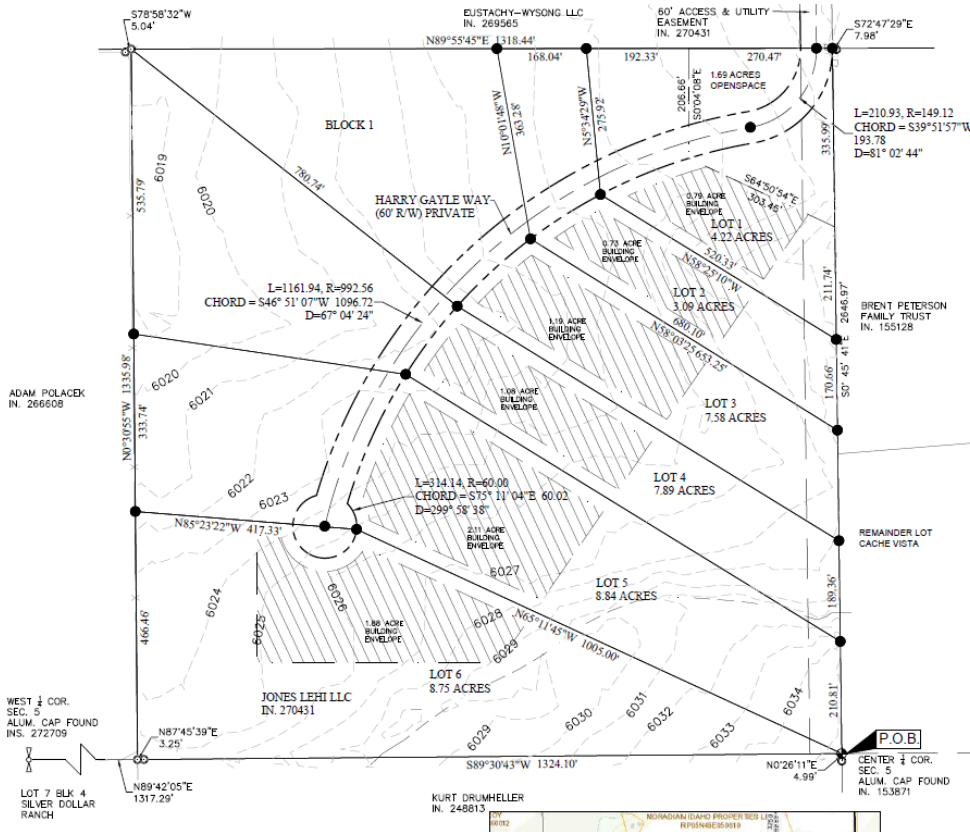 S78°58'32"W
5.04'
EUSTACHY-WYSONG LLC
IN. 269565
60' ACCESS & UTILITY
EASEMENT
IN. 270431
S72°47'29"E
7.98'
N89°55'45"E 1318.44'
168.04'
192.33'
270.47'
1.69 ACRES
OPENSPACE
206.66'
S0°04'08"E
N10°01'48"W
363.28'
N5°34'29"W
275.92'
335.99'
L=210.93, R=149.12
CHORD = S39°51'57"W
193.78
D=81° 02' 44"
BLOCK 1
6019
6020
535.79'
780.74'
HARRY GAYLE WAY
(60' R/W) PRIVATE
S64°50'54"E
303.46'
0.79 ACRE
BUILDING
ENVELOPE
LOT 1
4.22 ACRES
0.73 ACRE
BUILDING
ENVELOPE
520.33'
N58°25'10"W
LOT 2
3.09 ACRES
211.74'
2646.97'
S0° 45' 41"E
BRENT PETERSON
FAMILY TRUST
IN. 155128
L=1161.94, R=992.56
CHORD = S46° 51' 07"W 1096.72
D=67° 04' 24"
1.19 ACRE
BUILDING
ENVELOPE
680.10'
N58°03'25 653.25'
170.66'
ADAM POLACEK
IN. 266608
N0°30'55"W 1335.98'
333.74'
6020
6021
1.08 ACRE
BUILDING
ENVELOPE
LOT 3
7.58 ACRES
6022
6023
L=314.14, R=60.00
CHORD = S75° 11' 04"E 60.02
D=299° 58' 38"
LOT 4
7.89 ACRES
N85°23'22"W 417.33'
2.11 ACRE
BUILDING
ENVELOPE
REMAINDER LOT
CACHE VISTA
6027
6024
6025
6026
6028
6029
LOT 5
8.84 ACRES
189.36'
466.46'
1.88 ACRE
BUILDING
ENVELOPE
N65°11'45"W 1005.00'
LOT 6
8.75 ACRES
JONES LEHI LLC
IN. 270431
6029
6030
6031
6032
6033
6034
210.81'
WEST ¼ COR.
SEC. 5
ALUM. CAP FOUND
INS. 272709
N87°45'39"E
3.25'
P.O.B.
S89°30'43"W 1324.10'
N0°26'11"E
4.99'
CENTER ¼ COR.
SEC. 5
ALUM. CAP FOUND
IN. 153871
N89°42'05"E
1317.29'
LOT 7 BLK 4
SILVER DOLLAR
RANCH
KURT DRUMHELLER
IN. 248813